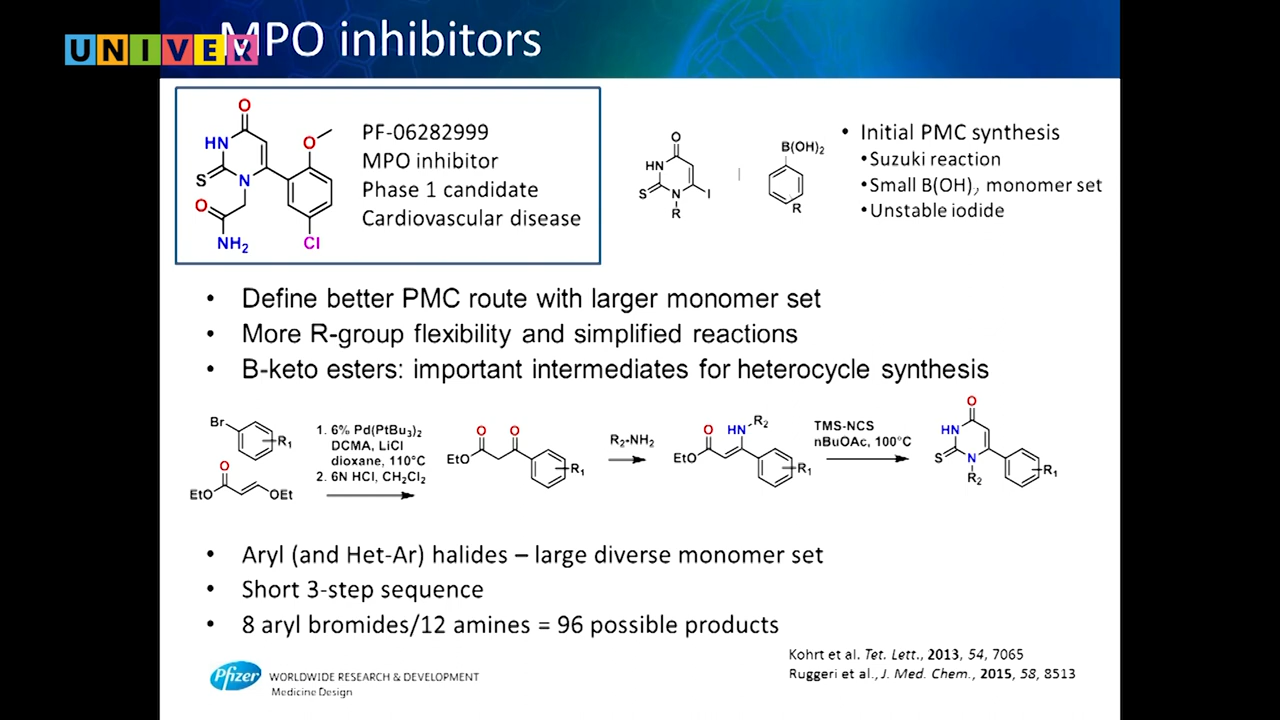 UNIVER
MPO inhibitors
PF-06282999
MPO inhibitor
Phase 1 candidate
Cardiovascular disease
O
HN
O
S
N
O
NH2
Cl
O
HN
S
N
I
R
B(OH)2
R
• Initial PMC synthesis
•Suzuki reaction
•Small B(OH)2 monomer set
•Unstable iodide
• Define better PMC route with larger monomer set
• More R-group flexibility and simplified reactions
• B-keto esters: important intermediates for heterocycle synthesis
Br
R1
O
EtO
OEt
1. 6% Pd(PtBu3)2
DCMA, LiCl
dioxane, 110°C
2. 6N HCl, CH2Cl2
O O
EtO
R1
R2-NH2
O
HN
R2
EtO
R1
TMS-NCS
nBuOAc, 100°C
O
HN
S
N
R2
R1
• Aryl (and Het-Ar) halides – large diverse monomer set
• Short 3-step sequence
• 8 aryl bromides/12 amines = 96 possible products
Kohrt et al. Tet. Lett., 2013, 54, 7065
Ruggeri et al., J. Med. Chem., 2015, 58, 8513
Pfizer
WORLDWIDE RESEARCH & DEVELOPMENT
Medicine Design